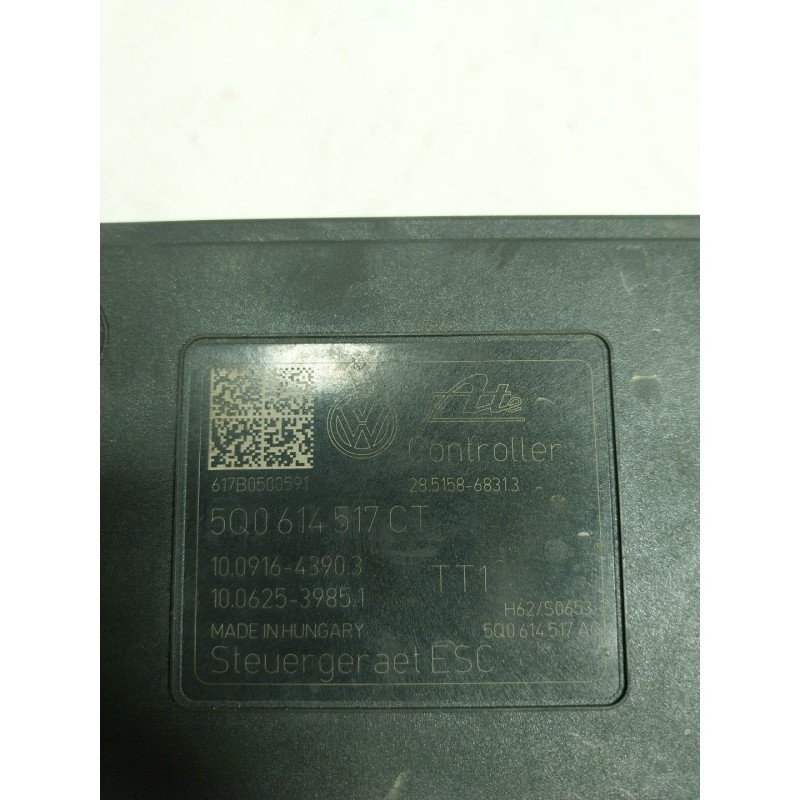 Ate
Controller
617B0500591
28.5158-6831.3
5Q0 614 517 CT
10.0916-4390.3
10.0625-3985.1
TT1
H62/S0653
MADE IN HUNGARY
5Q0 614 517
Steuergeraet ESC